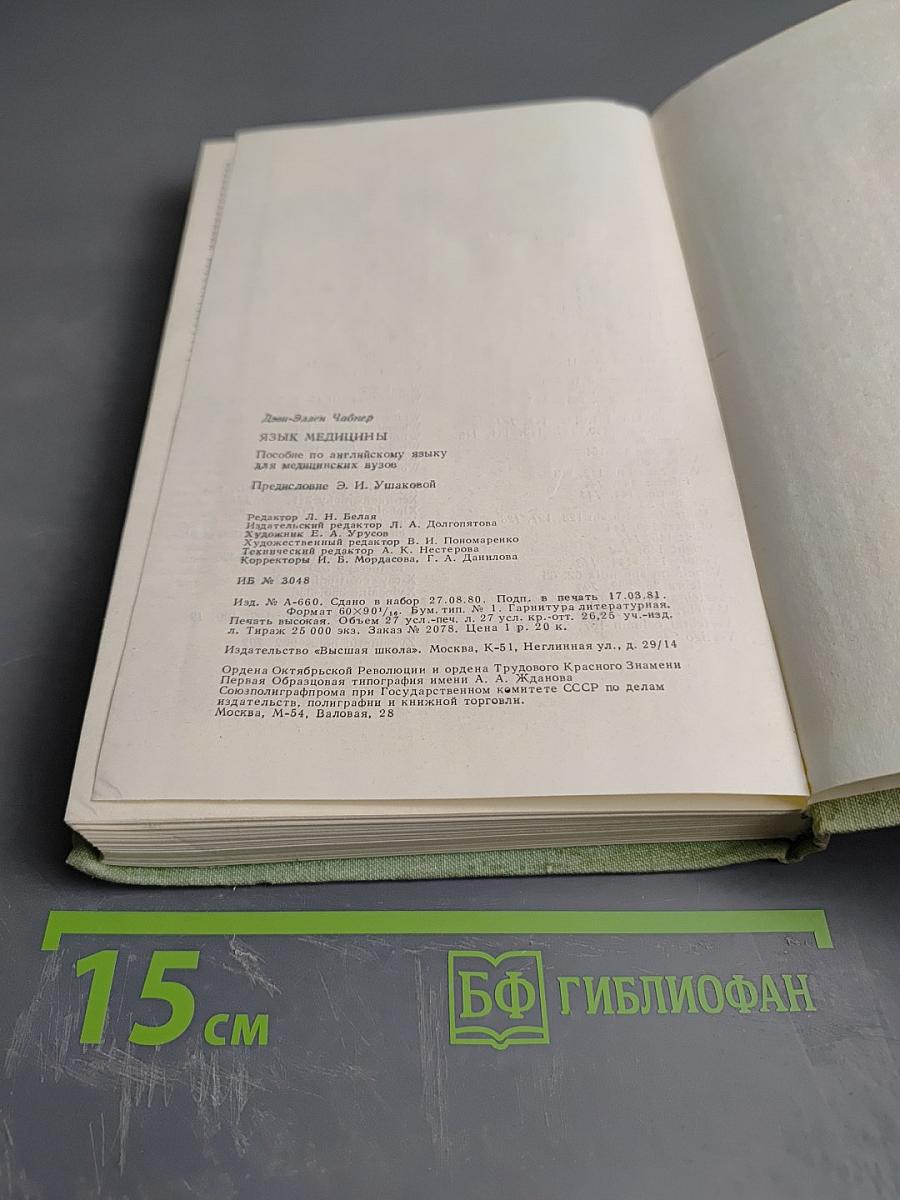 Дэви-Эллен Чабнер
ЯЗЫК МЕДИЦИНЫ
Пособие по английскому языку
для медицинских вузов
Предисловие Э. И. Ушаковой
Редактор Л. Н. Белая
Издательский редактор Л. А. Долгопятова
Художник Е. А. Урусов
Художественный редактор В. И. Пономаренко
Технический редактор А. К. Нестерова
Корректоры И. Б. Мордасова, Г. А. Данилова
ИБ № 3048
Изд. № А-660. Сдано в набор 27.08.80. Подп. в печать 17.03.81.
Формат 60×90¹/₁₆. Бум. тип. № 1. Гарнитура литературная.
Печать высокая. Объем 27 усл.-печ. л. 27 усл. кр.-отт. 26,25 уч.-изд.
л. Тираж 25 000 экз. Заказ № 2078. Цена 1 р. 20 к.
Издательство «Высшая школа». Москва, К-51, Неглинная ул., д. 29/14
Ордена Октябрьской Революции и ордена Трудового Красного Знамени
Первая Образцовая типография имени А. А. Жданова
Союзполиграфпрома при Государственном комитете СССР по делам
издательств, полиграфии и книжной торговли.
Москва, М-54, Валовая, 28
15 см
БФ ГИБЛИОФАН